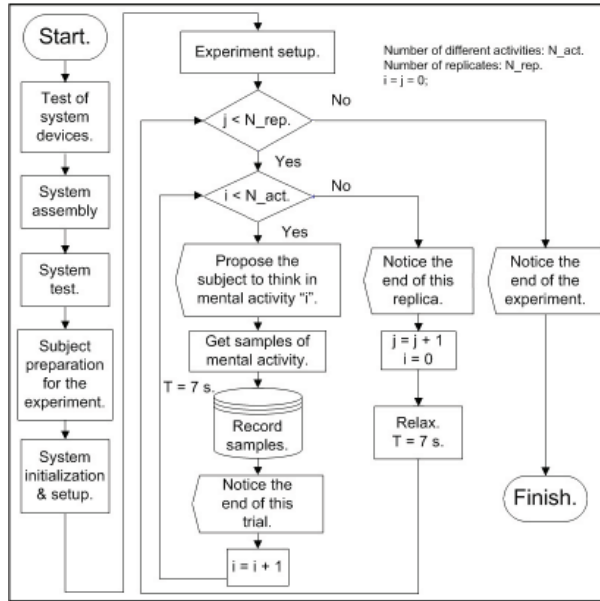 Start.
Test of
system
devices.
System
assembly
System
test.
Subject
preparation
for the
experiment.
System
initialization
& setup.
Experiment setup.
Number of different activities: N_act.
Number of replicates: N_rep.
i = j = 0;
j < N_rep.
No
Yes
i < N_act.
No
Yes
Propose the
subject to think in
mental activity “i”.
Get samples of
mental activity.
T = 7 s.
Record
samples.
Notice the
end of this
trial.
i = i + 1
Notice the
end of this
replica.
j = j + 1
i = 0
Relax.
T = 7 s.
Notice the
end of the
experiment.
Finish.